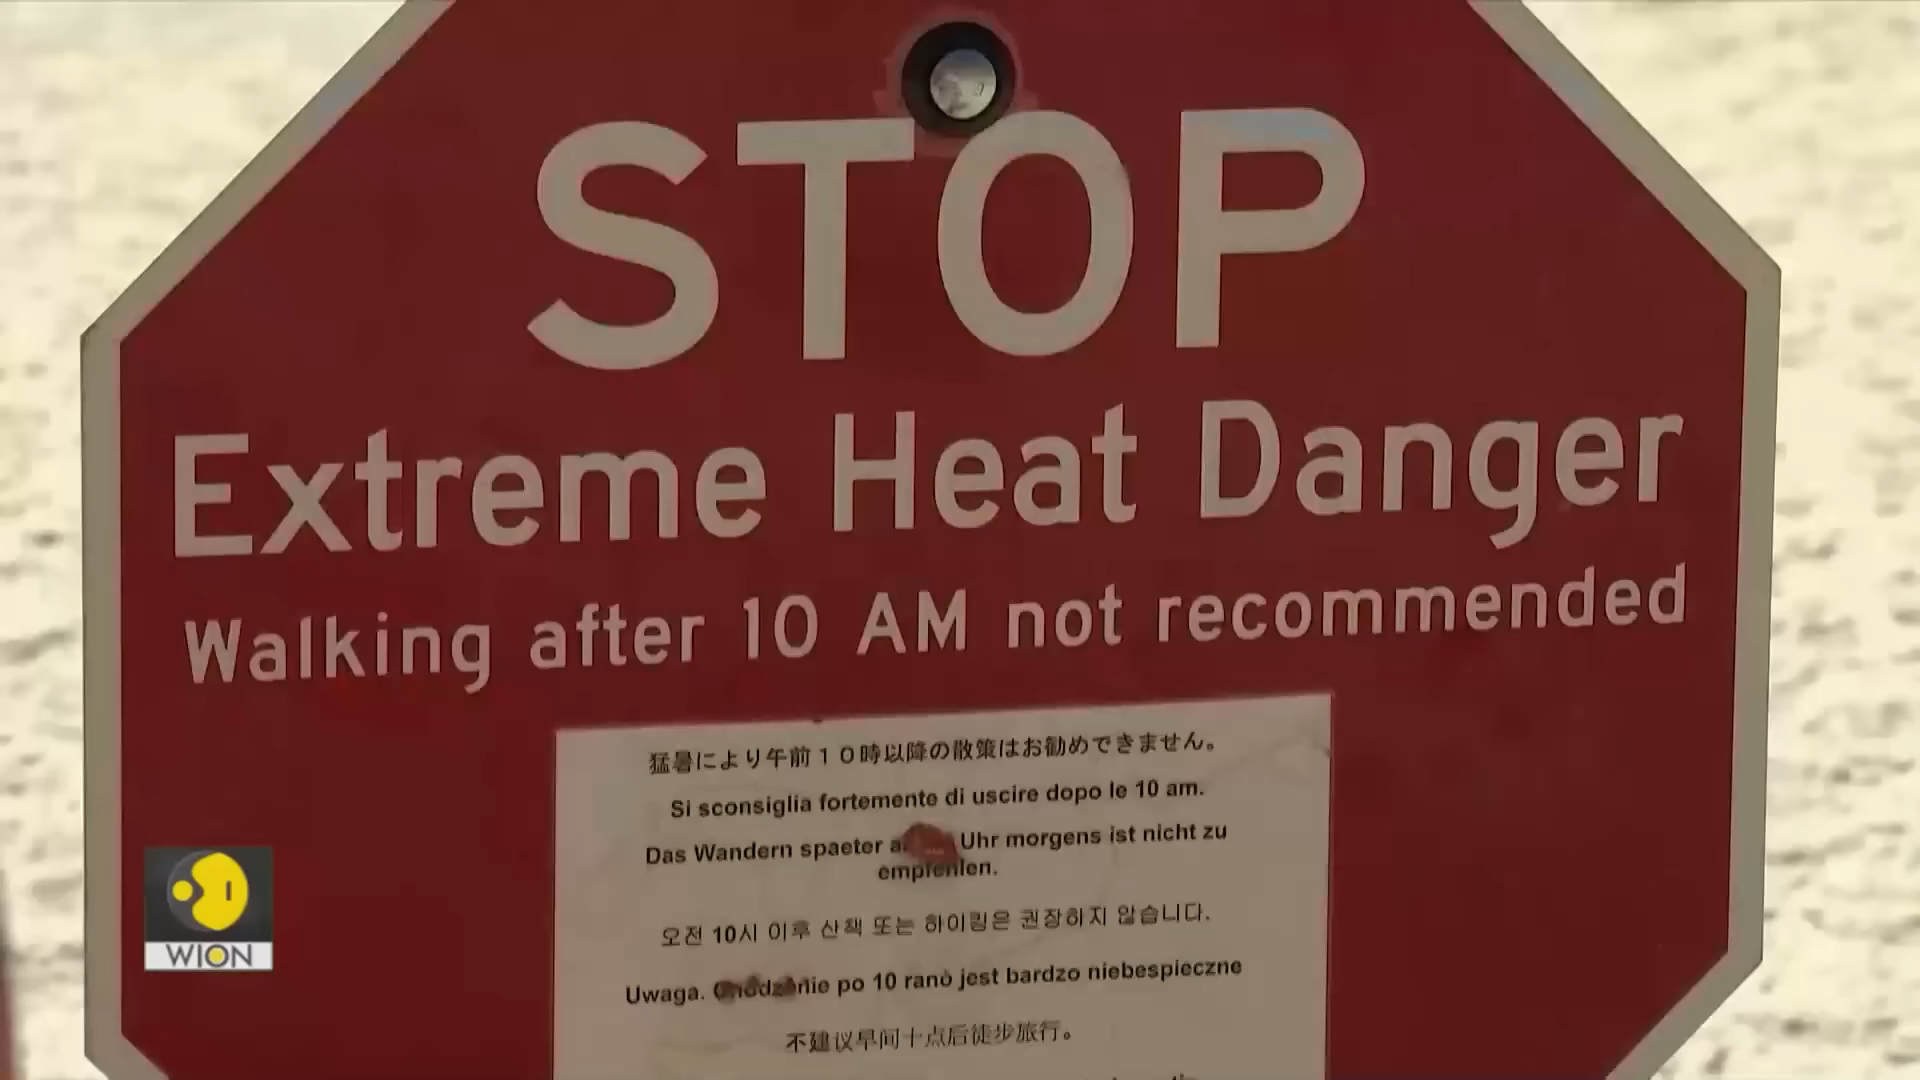 STOP
Extreme Heat Danger
Walking after 10 AM not recommended
猛暑により午前１０時以降の散策はお勧めできません。
Si sconsiglia fortemente di uscire dopo le 10 am.
Das Wandern spaeter Uhr morgens ist nicht zu
empfehlen.
오전 10시 이후 산책 또는 하이킹은 권장하지 않습니다.
Uwaga. Chodzenie po 10 rano jest bardzo niebespieczne
不建议早间十点后徒步旅行。
WION